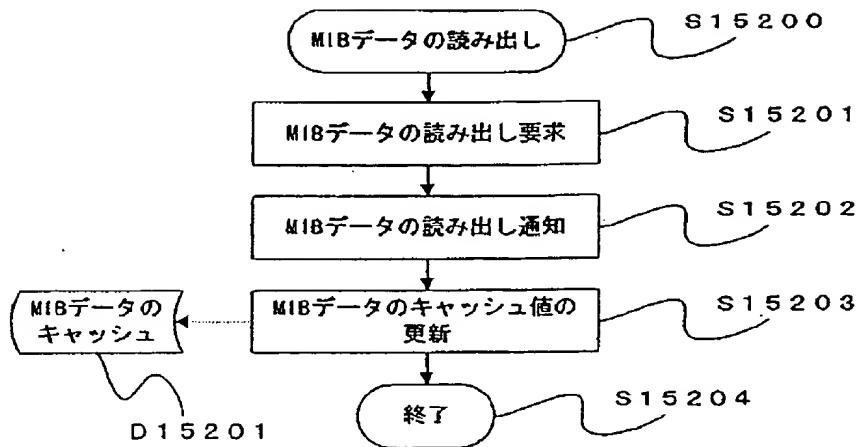 MIBデータの読み出し
S15200
MIBデータの読み出し要求
S15201
MIBデータの読み出し通知
S15202
MIBデータの
キャッシュ
MIBデータのキャッシュ値の
更新
S15203
D15201
終了
S15204